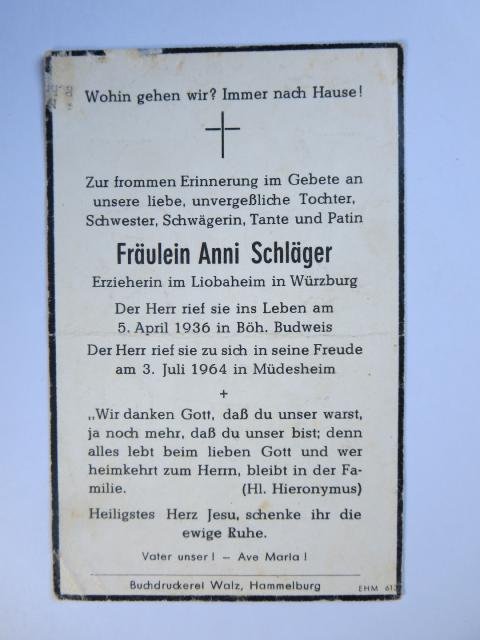 Wohin gehen wir? Immer nach Hause!
Zur frommen Erinnerung im Gebete an
unsere liebe, unvergeßliche Tochter,
Schwester, Schwägerin, Tante und Patin
Fräulein Anni Schläger
Erzieherin im Liobaheim in Würzburg
Der Herr rief sie ins Leben am
5. April 1936 in Böh. Budweis
Der Herr rief sie zu sich in seine Freude
am 3. Juli 1964 in Müdesheim
„Wir danken Gott, daß du unser warst,
ja noch mehr, daß du unser bist; denn
alles lebt beim lieben Gott und wer
heimkehrt zum Herrn, bleibt in der Fa-
milie. (Hl. Hieronymus)
Heiligstes Herz Jesu, schenke ihr die
ewige Ruhe.
Vater unser! – Ave Maria!
Buchdruckerei Walz, Hammelburg
EHM